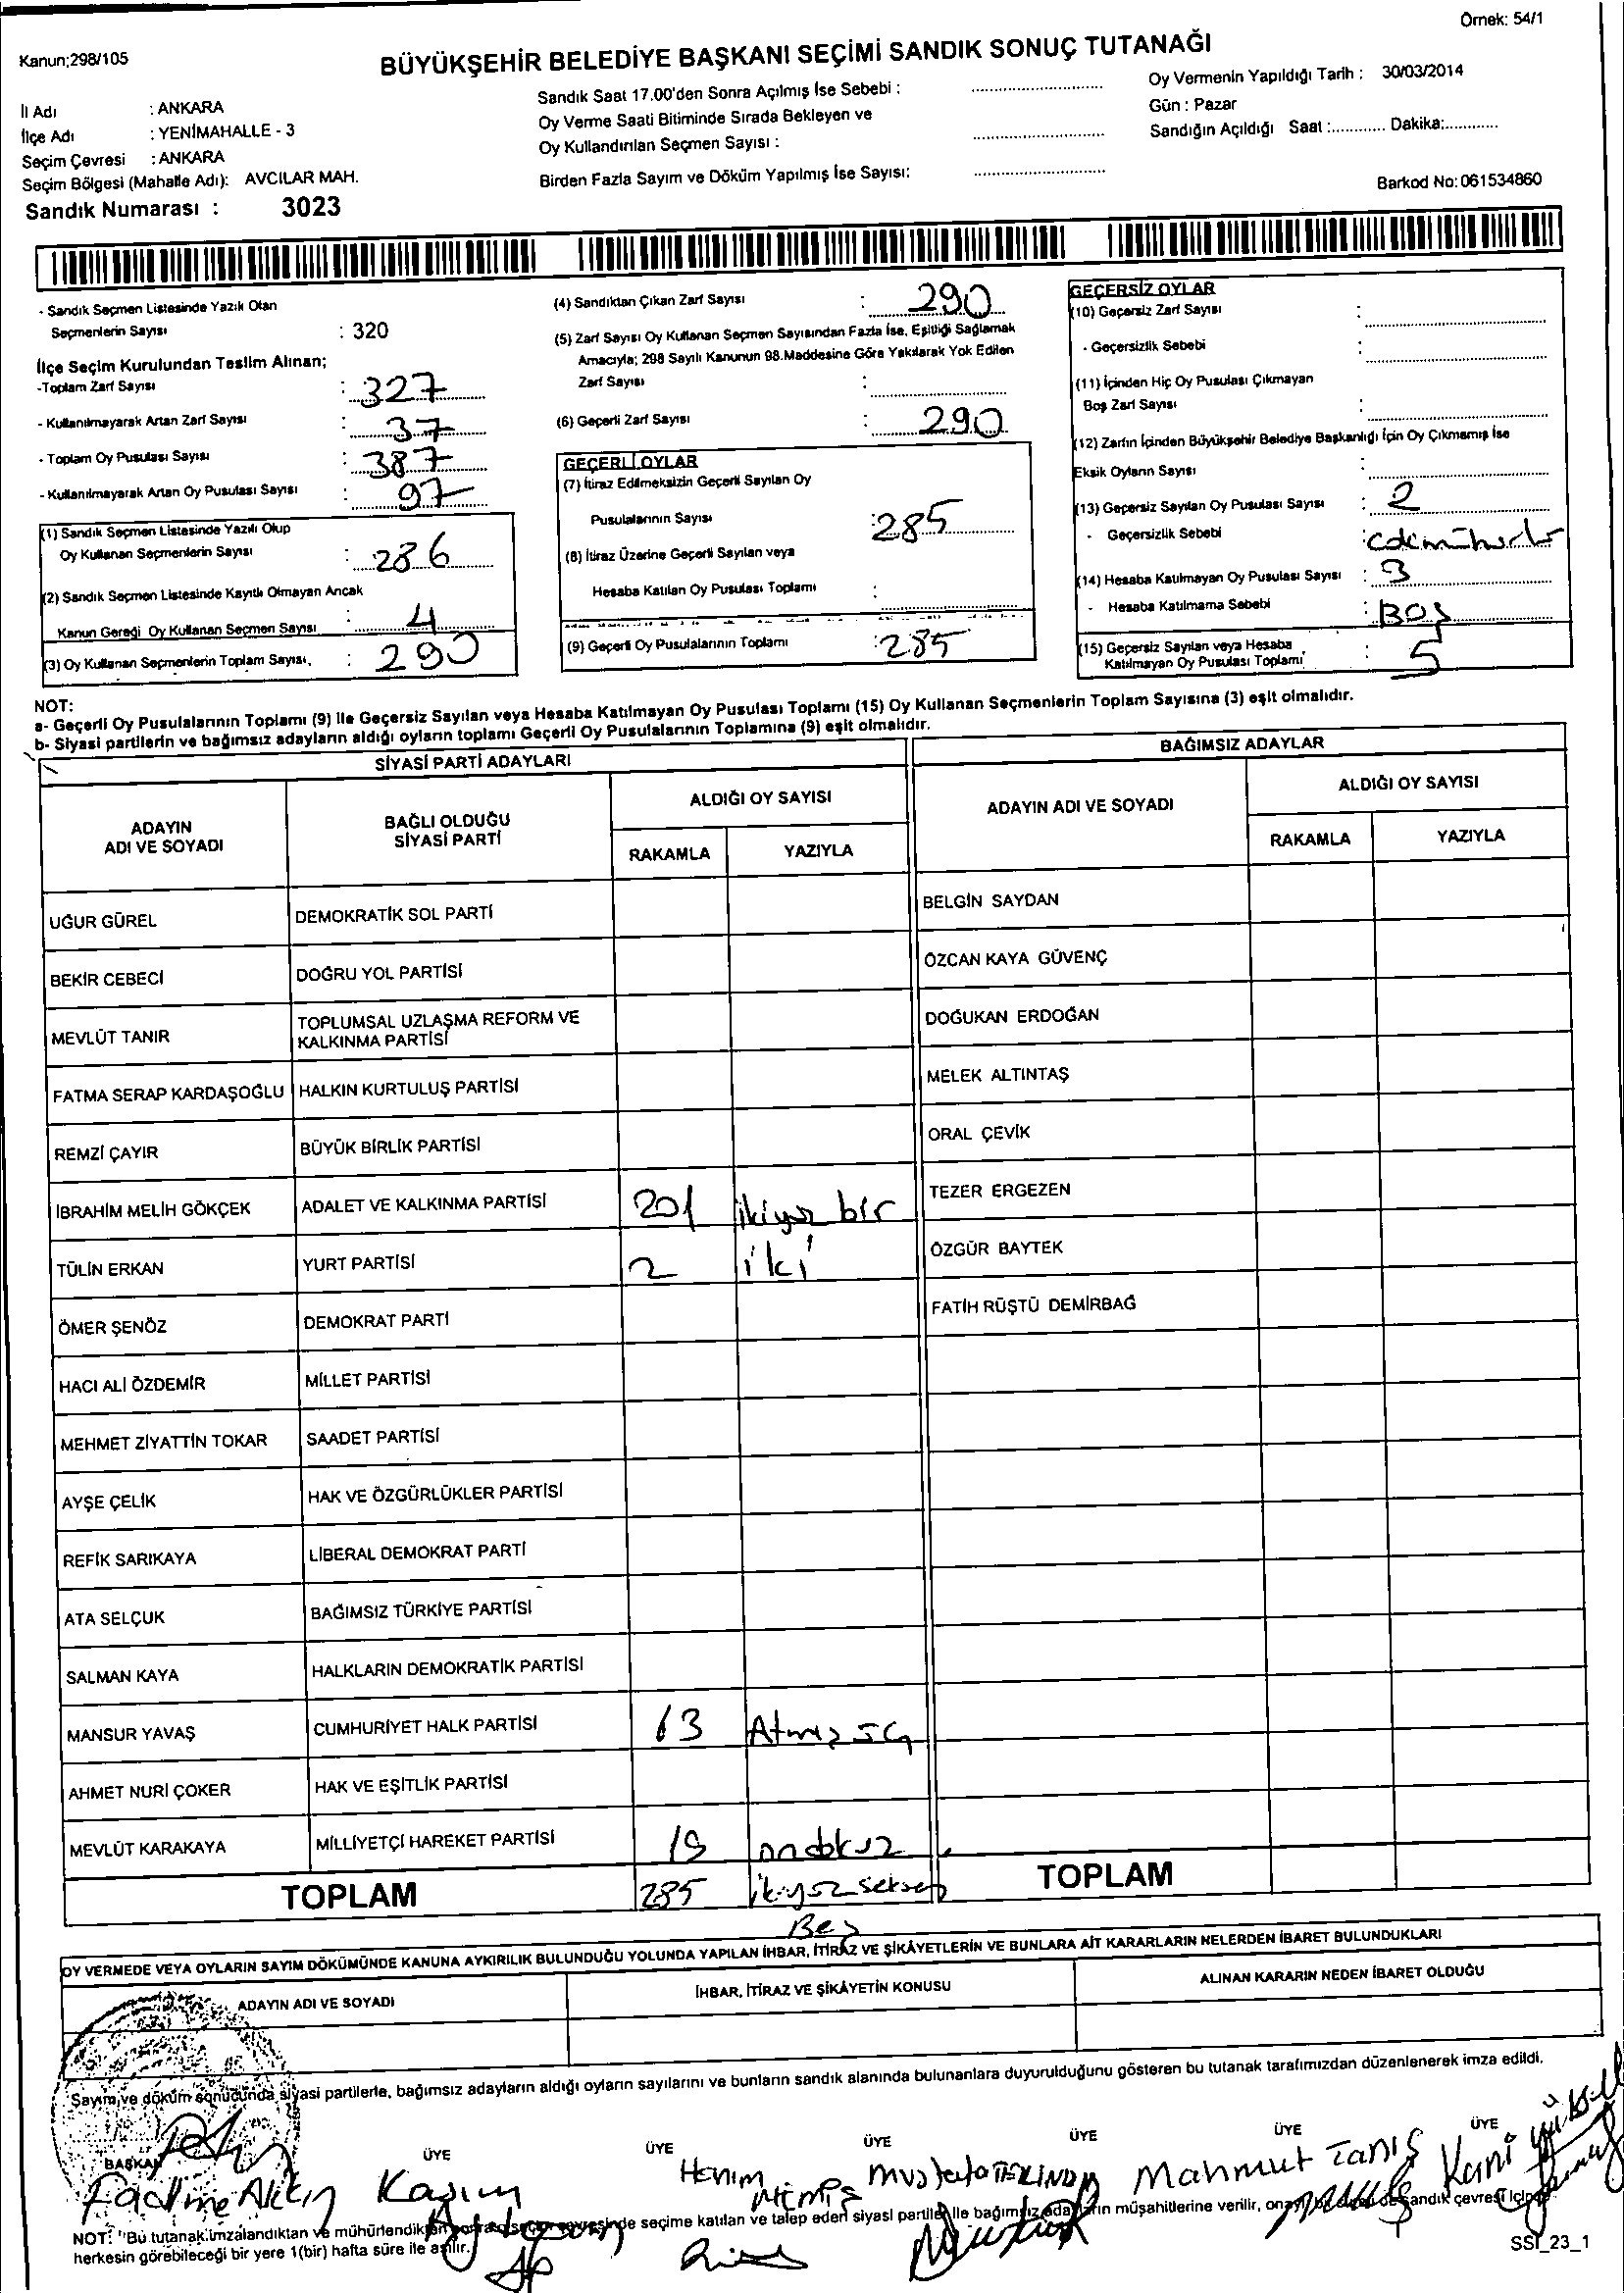 Örnek: 54/1
Kanun;298/105
BÜYÜKŞEHİR BELEDİYE BAŞKANI SEÇİMİ SANDIK SONUÇ TUTANAĞI
İl Adı : ANKARA
İlçe Adı : YENİMAHALLE - 3
Seçim Çevresi : ANKARA
Seçim Bölgesi (Mahalle Adı): AVCILAR MAH.
Sandık Numarası : 3023
Sandık Saat 17.00'den Sonra Açılmış İse Sebebi :
Oy Verme Saati Bitiminde Sırada Bekleyen ve
Oy Kullandırılan Seçmen Sayısı :
Birden Fazla Sayım ve Döküm Yapılmış İse Sayısı:
Oy Vermenin Yapıldığı Tarih : 30/03/2014
Gün : Pazar
Sandığın Açıldığı Saat :............ Dakika:............
Barkod No: 061534860
- Sandık Seçmen Listesinde Yazılı Olan
Seçmenlerin Sayısı : 320
İlçe Seçim Kurulundan Teslim Alınan;
-Toplam Zarf Sayısı : 327
- Kullanılmayarak Artan Zarf Sayısı : 37
- Toplam Oy Pusulası Sayısı : 387
- Kullanılmayarak Artan Oy Pusulası Sayısı : 97
(1) Sandık Seçmen Listesinde Yazılı Olup
Oy Kullanan Seçmenlerin Sayısı : 286
(2) Sandık Seçmen Listesinde Kayıtlı Olmayan Ancak
Kanun Gereği Oy Kullanan Seçmen Sayısı : 4
(3) Oy Kullanan Seçmenlerin Toplam Sayısı, : 290
(4) Sandıktan Çıkan Zarf Sayısı : 290
(5) Zarf Sayısı Oy Kullanan Seçmen Sayısından Fazla İse, Eşitliği Sağlamak
Amacıyla; 298 Sayılı Kanunun 98.Maddesine Göre Yakılarak Yok Edilen
Zarf Sayısı :
(6) Geçerli Zarf Sayısı : 290
GEÇERLİ OYLAR
(7) İtiraz Edilmeksizin Geçerli Sayılan Oy
Pusulalarının Sayısı : 285
(8) İtiraz Üzerine Geçerli Sayılan veya
Hesaba Katılan Oy Pusulası Toplamı :
(9) Geçerli Oy Pusulalarının Toplamı : 285
GEÇERSİZ OYLAR
(10) Geçersiz Zarf Sayısı :
- Geçersizlik Sebebi
(11) İçinden Hiç Oy Pusulası Çıkmayan
Boş Zarf Sayısı :
(12) Zarfın İçinden Büyükşehir Belediye Başkanlığı İçin Oy Çıkmamış İse
Eksik Oyların Sayısı :
(13) Geçersiz Sayılan Oy Pusulası Sayısı : 2
- Geçersizlik Sebebi :
(14) Hesaba Katılmayan Oy Pusulası Sayısı : 3
- Hesaba Katılmama Sebebi : BOŞ
(15) Geçersiz Sayılan veya Hesaba
Katılmayan Oy Pusulası Toplamı : 5
NOT:
a- Geçerli Oy Pusulalarının Toplamı (9) ile Geçersiz Sayılan veya Hesaba Katılmayan Oy Pusulası Toplamı (15) Oy Kullanan Seçmenlerin Toplam Sayısına (3) eşit olmalıdır.
b- Siyasi partilerin ve bağımsız adayların aldığı oyların toplamı Geçerli Oy Pusulalarının Toplamına (9) eşit olmalıdır.
SİYASİ PARTİ ADAYLARI
ADAYIN ADI VE SOYADI
BAĞLI OLDUĞU SİYASİ PARTİ
ALDIĞI OY SAYISI
RAKAMLA YAZIYLA
UĞUR GÜREL DEMOKRATİK SOL PARTİ
BEKİR CEBECİ DOĞRU YOL PARTİSİ
MEVLÜT TANIR TOPLUMSAL UZLAŞMA REFORM VE KALKINMA PARTİSİ
FATMA SERAP KARDAŞOĞLU HALKIN KURTULUŞ PARTİSİ
REMZİ ÇAYIR BÜYÜK BİRLİK PARTİSİ
İBRAHİM MELİH GÖKÇEK ADALET VE KALKINMA PARTİSİ 201 ikiyüz bir
TÜLİN ERKAN YURT PARTİSİ 2 iki
ÖMER ŞENÖZ DEMOKRAT PARTİ
HACI ALİ ÖZDEMİR MİLLET PARTİSİ
MEHMET ZİYATTİN TOKAR SAADET PARTİSİ
AYŞE ÇELİK HAK VE ÖZGÜRLÜKLER PARTİSİ
REFİK SARIKAYA LİBERAL DEMOKRAT PARTİ
ATA SELÇUK BAĞIMSIZ TÜRKİYE PARTİSİ
SALMAN KAYA HALKLARIN DEMOKRATİK PARTİSİ
MANSUR YAVAŞ CUMHURİYET HALK PARTİSİ 63 Atmış üç
AHMET NURİ ÇOKER HAK VE EŞİTLİK PARTİSİ
MEVLÜT KARAKAYA MİLLİYETÇİ HAREKET PARTİSİ 19 ondokuz
TOPLAM 285 ikiyüz seksen
Beş
BAĞIMSIZ ADAYLAR
ADAYIN ADI VE SOYADI
ALDIĞI OY SAYISI
RAKAMLA YAZIYLA
BELGİN SAYDAN
ÖZCAN KAYA GÜVENÇ
DOĞUKAN ERDOĞAN
MELEK ALTINTAŞ
ORAL ÇEVİK
TEZER ERGEZEN
ÖZGÜR BAYTEK
FATİH RÜŞTÜ DEMİRBAĞ
TOPLAM
OY VERMEDE VEYA OYLARIN SAYIM DÖKÜMÜNDE KANUNA AYKIRILIK BULUNDUĞU YOLUNDA YAPILAN İHBAR, İTİRAZ VE ŞİKÂYETLERİN VE BUNLARA AİT KARARLARIN NELERDEN İBARET BULUNDUKLARI
ADAYIN ADI VE SOYADI İHBAR, İTİRAZ VE ŞİKÂYETİN KONUSU ALINAN KARARIN NEDEN İBARET OLDUĞU
Sayım ve döküm sonucunda siyasi partilerle, bağımsız adayların aldığı oyların sayılarını ve bunların sandık alanında bulunanlara duyurulduğunu gösteren bu tutanak tarafımızdan düzenlenerek imza edildi.
BAŞKAN ÜYE ÜYE ÜYE ÜYE ÜYE ÜYE
Fadime Kasım Hanım Mustafa Mahmut Tanış Kani
NOT: "Bu tutanak imzalandıktan ve mühürlendikten seçime katılan ve talep eden siyasi partiler ile bağımsız adayların müşahitlerine verilir, sandık çevresi içinde
herkesin görebileceği bir yere 1(bir) hafta süre ile asılır.
SSİ_23_1